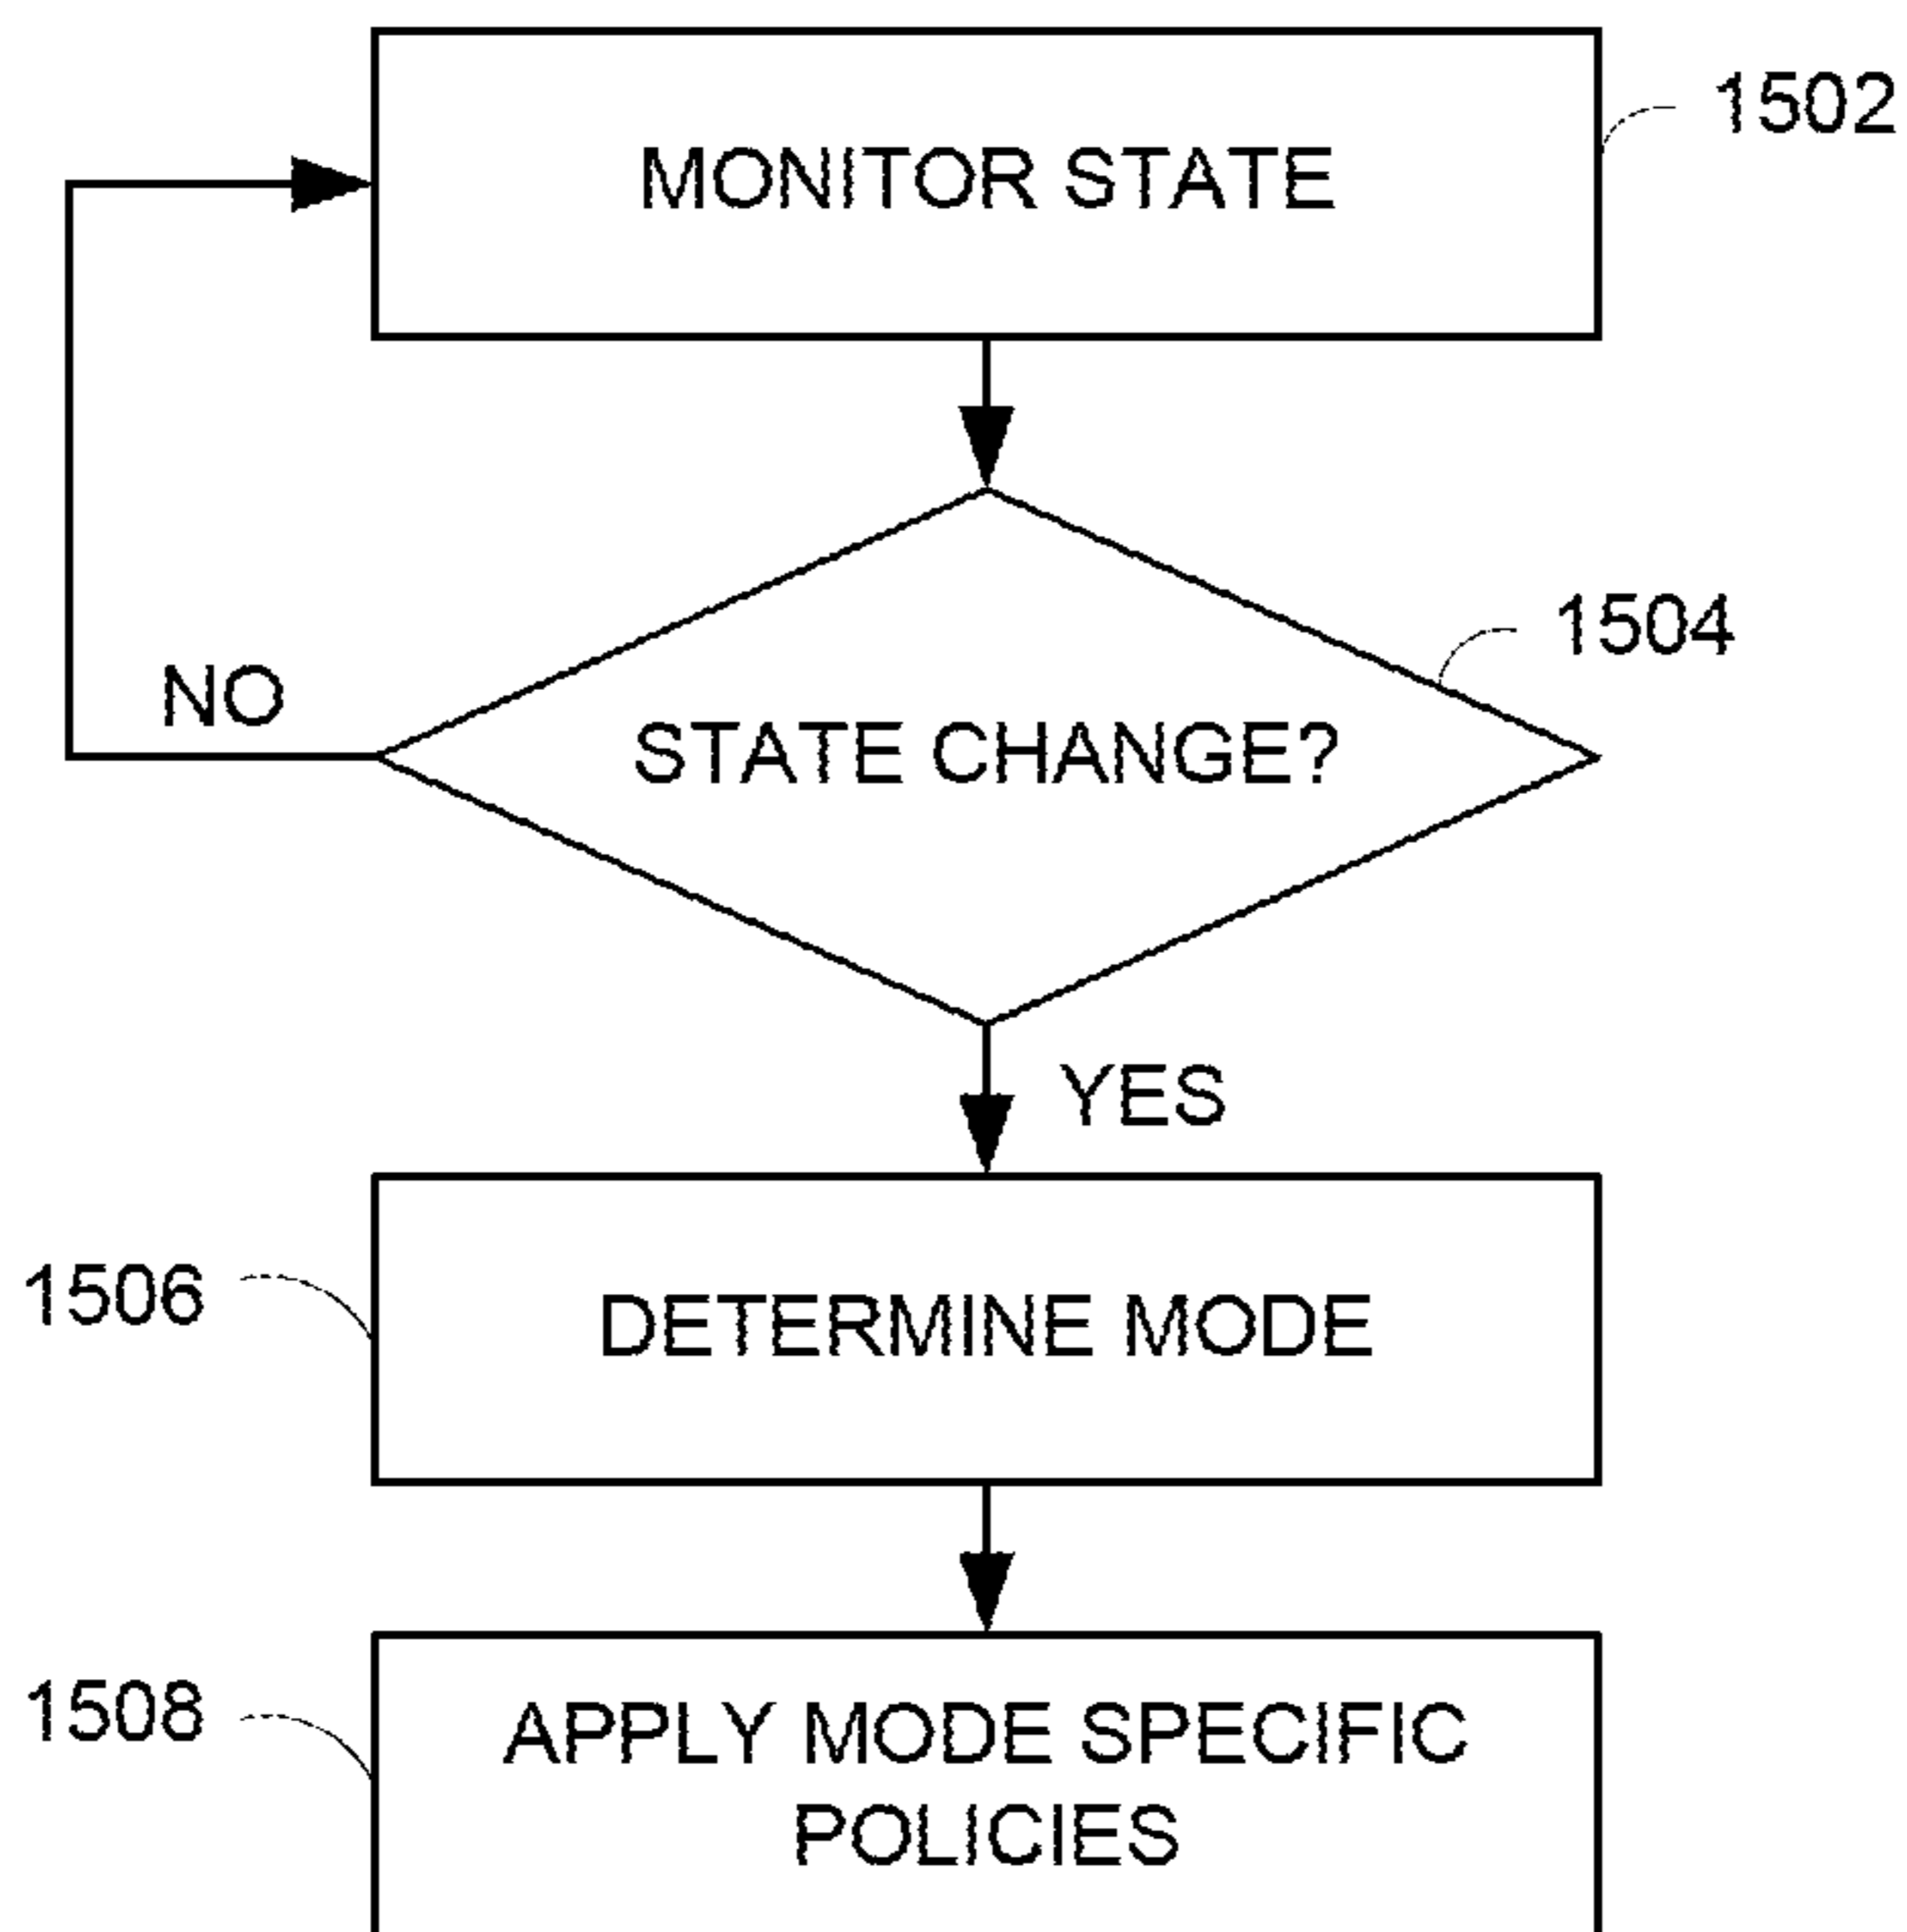 MONITOR STATE
1502
STATE CHANGE?
1504
NO
YES
DETERMINE MODE
1506
APPLY MODE SPECIFIC
POLICIES
1508